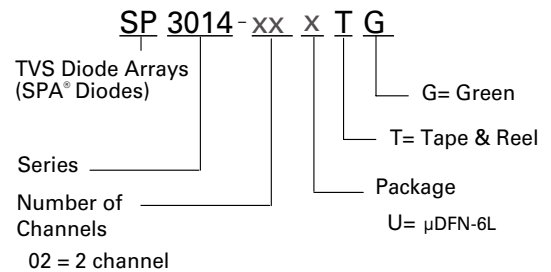 SP 3014 - xx x T G
TVS Diode Arrays
(SPA® Diodes)
G= Green
T= Tape & Reel
Series
Package
Number of
Channels
U= µDFN-6L
02 = 2 channel